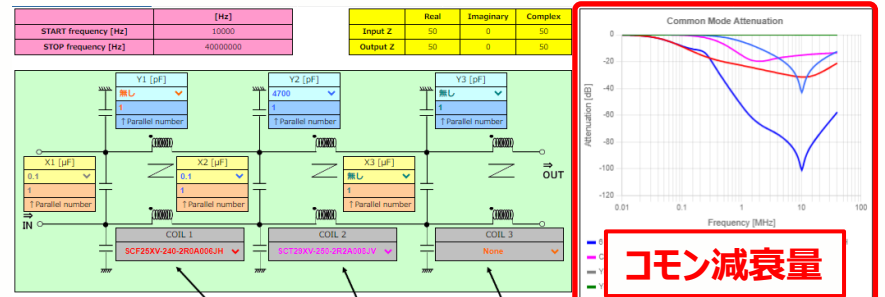 [Hz]
START frequency [Hz] 10000
STOP frequency [Hz] 40000000
Real Imaginary Complex
Input Z 50 0 50
Output Z 50 0 50
Y1 [pF]
無し
1
↑Parallel number
Y2 [pF]
4700
1
↑Parallel number
Y3 [pF]
無し
1
↑Parallel number
X1 [μF]
0.1
1
↑Parallel number
X2 [μF]
0.1
1
↑Parallel number
X3 [μF]
無し
1
↑Parallel number
⇒
IN
⇒
OUT
COIL 1
SCF25XV-240-2R0A006JH
COIL 2
COIL 3
None
Common Mode Attenuation
Attenuation [dB]
0
-20
-40
-60
-80
-100
-120
0.01 0.1 1 10 100
Frequency [MHz]
コモン減衰量